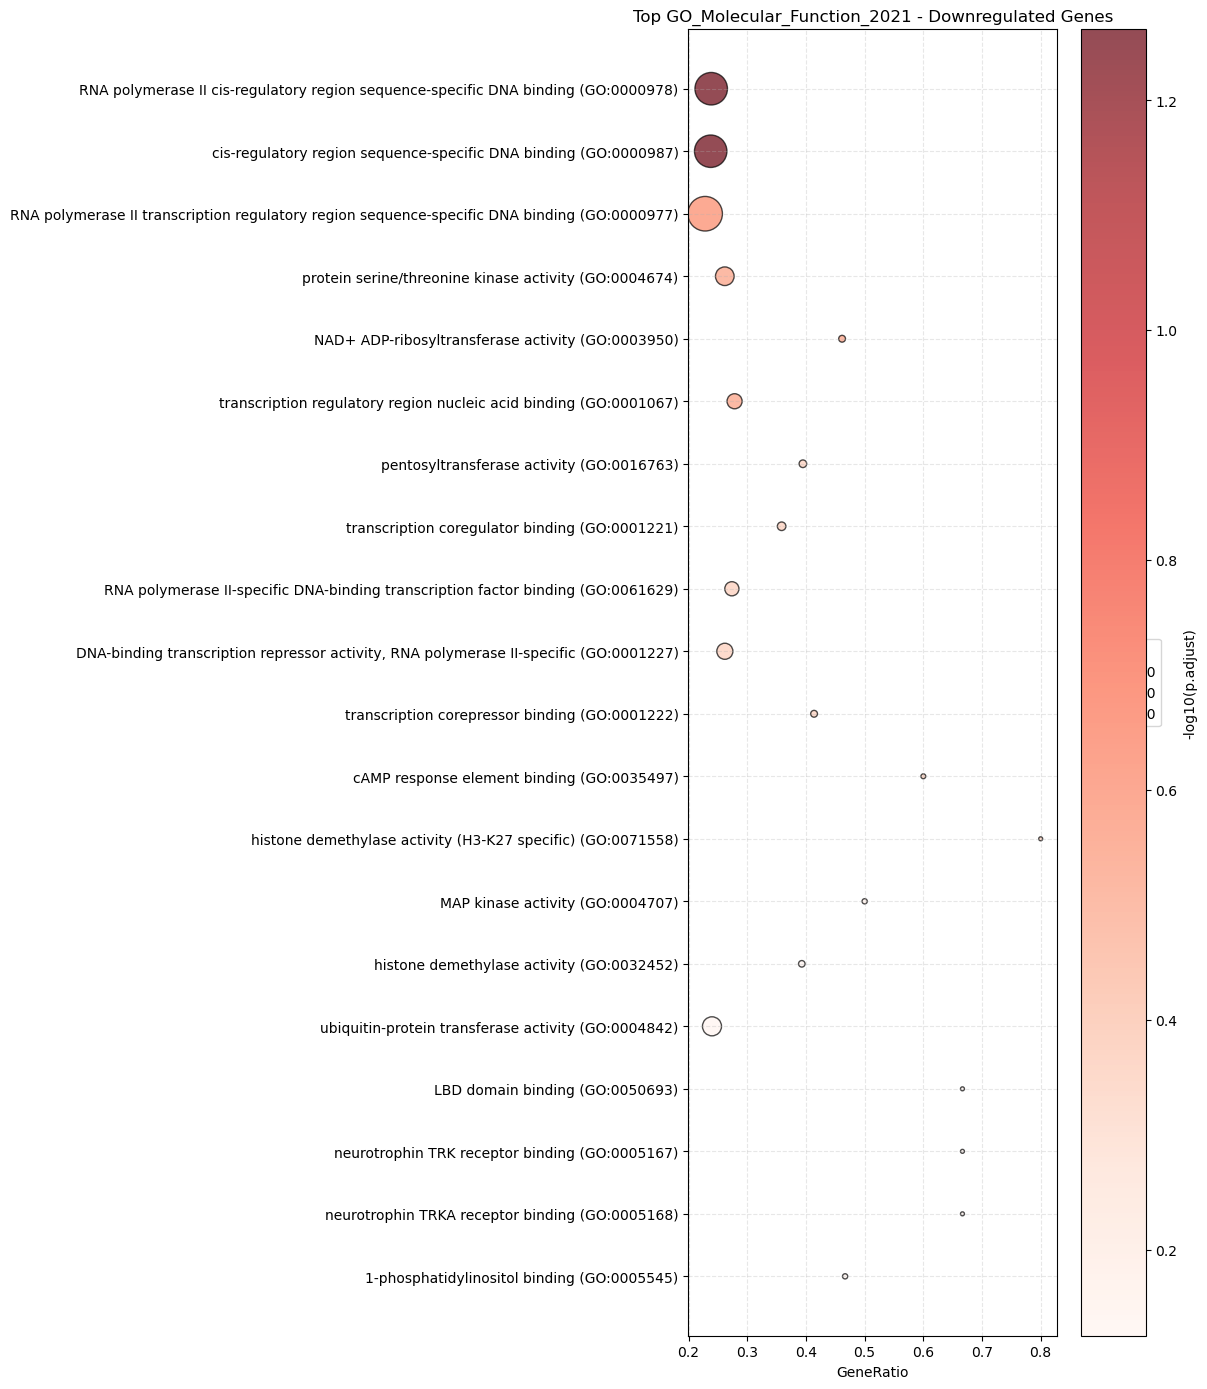 Top GO_Molecular_Function_2021 - Downregulated Genes
RNA polymerase II cis-regulatory region sequence-specific DNA binding (GO:0000978)
cis-regulatory region sequence-specific DNA binding (GO:0000987)
RNA polymerase II transcription regulatory region sequence-specific DNA binding (GO:0000977)
protein serine/threonine kinase activity (GO:0004674)
NAD+ ADP-ribosyltransferase activity (GO:0003950)
transcription regulatory region nucleic acid binding (GO:0001067)
pentosyltransferase activity (GO:0016763)
transcription coregulator binding (GO:0001221)
RNA polymerase II-specific DNA-binding transcription factor binding (GO:0061629)
DNA-binding transcription repressor activity, RNA polymerase II-specific (GO:0001227)
transcription corepressor binding (GO:0001222)
cAMP response element binding (GO:0035497)
histone demethylase activity (H3-K27 specific) (GO:0071558)
MAP kinase activity (GO:0004707)
histone demethylase activity (GO:0032452)
ubiquitin-protein transferase activity (GO:0004842)
LBD domain binding (GO:0050693)
neurotrophin TRK receptor binding (GO:0005167)
neurotrophin TRKA receptor binding (GO:0005168)
1-phosphatidylinositol binding (GO:0005545)
0.2 0.3 0.4 0.5 0.6 0.7 0.8
GeneRatio
1.2
1.0
0.8
0.6
0.4
0.2
0
0
0
-log10(p.adjust)